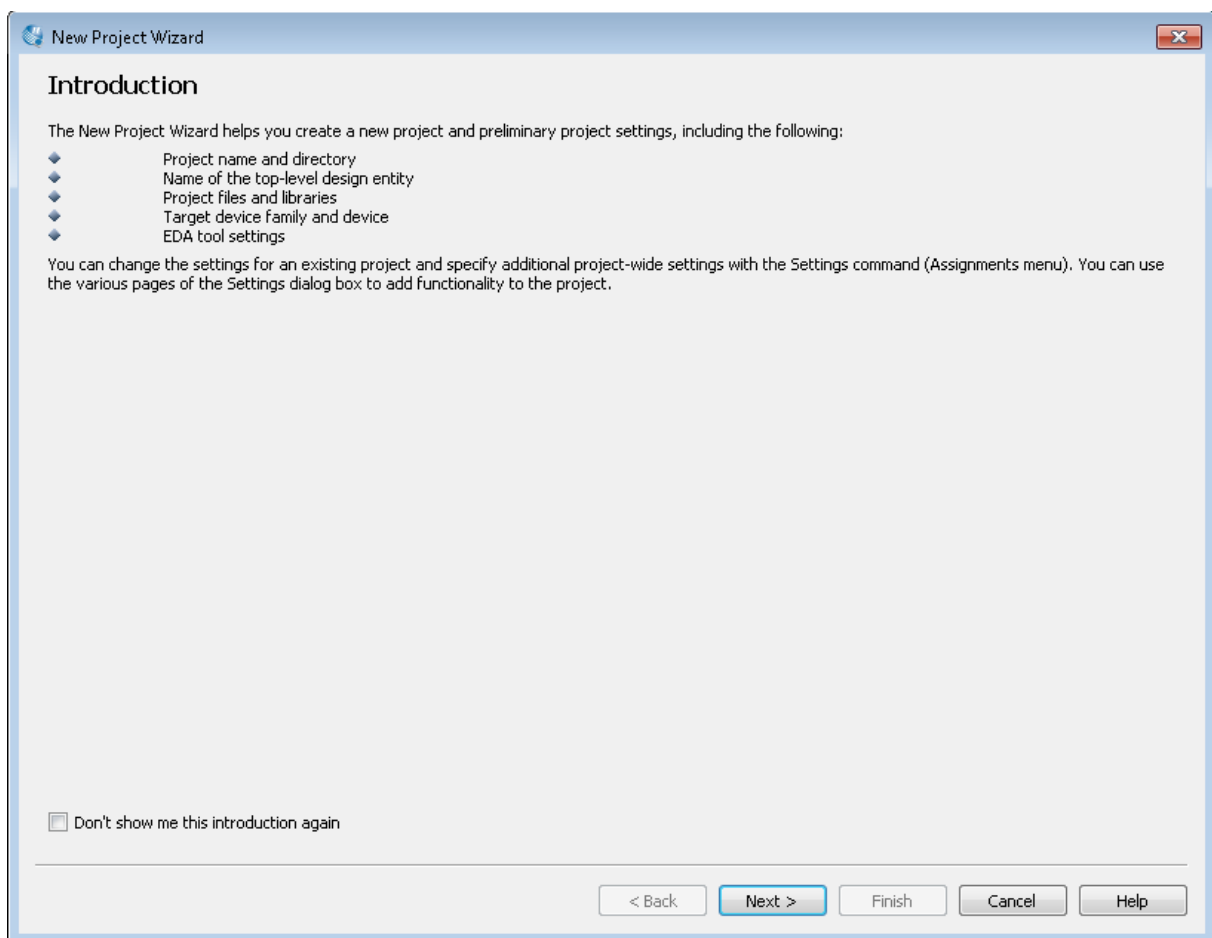 New Project Wizard
Introduction
The New Project Wizard helps you create a new project and preliminary project settings, including the following:
Project name and directory
Name of the top-level design entity
Project files and libraries
Target device family and device
EDA tool settings
You can change the settings for an existing project and specify additional project-wide settings with the Settings command (Assignments menu). You can use
the various pages of the Settings dialog box to add functionality to the project.
Don't show me this introduction again
< Back Next > Finish Cancel Help